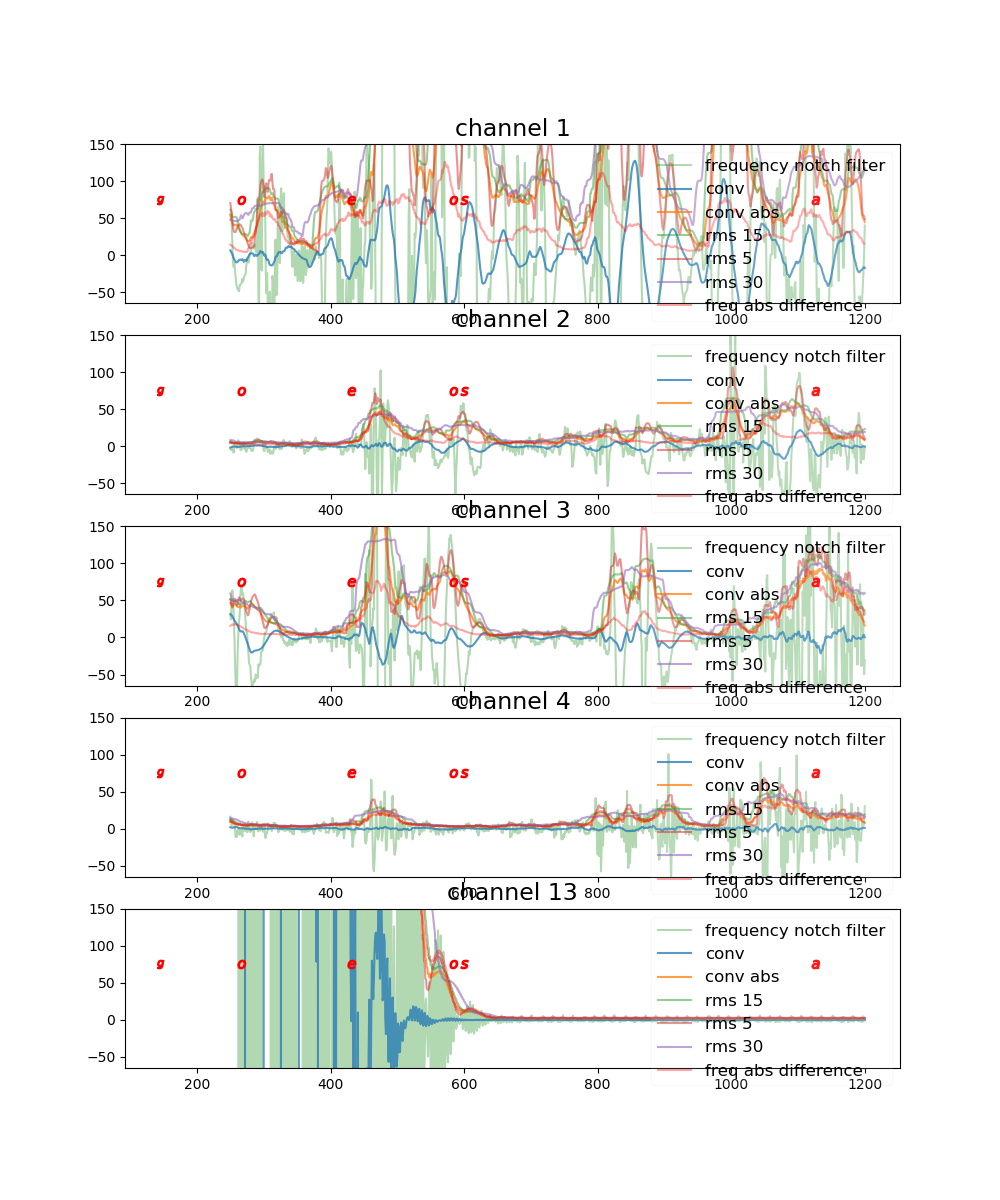 channel 1
150
100
50
0
−50
g o e o s a
frequency notch filter
conv
conv abs
rms 15
rms 5
rms 30
freq abs difference
200 400 600 800 1000 1200
channel 2
150
100
50
0
−50
g o e o s a
frequency notch filter
conv
conv abs
rms 15
rms 5
rms 30
freq abs difference
200 400 600 800 1000 1200
channel 3
150
100
50
0
−50
g o e o s a
frequency notch filter
conv
conv abs
rms 15
rms 5
rms 30
freq abs difference
200 400 600 800 1000 1200
channel 4
150
100
50
0
−50
g o e o s a
frequency notch filter
conv
conv abs
rms 15
rms 5
rms 30
freq abs difference
200 400 600 800 1000 1200
channel 13
150
100
50
0
−50
g o e o s a
frequency notch filter
conv
conv abs
rms 15
rms 5
rms 30
freq abs difference
200 400 600 800 1000 1200